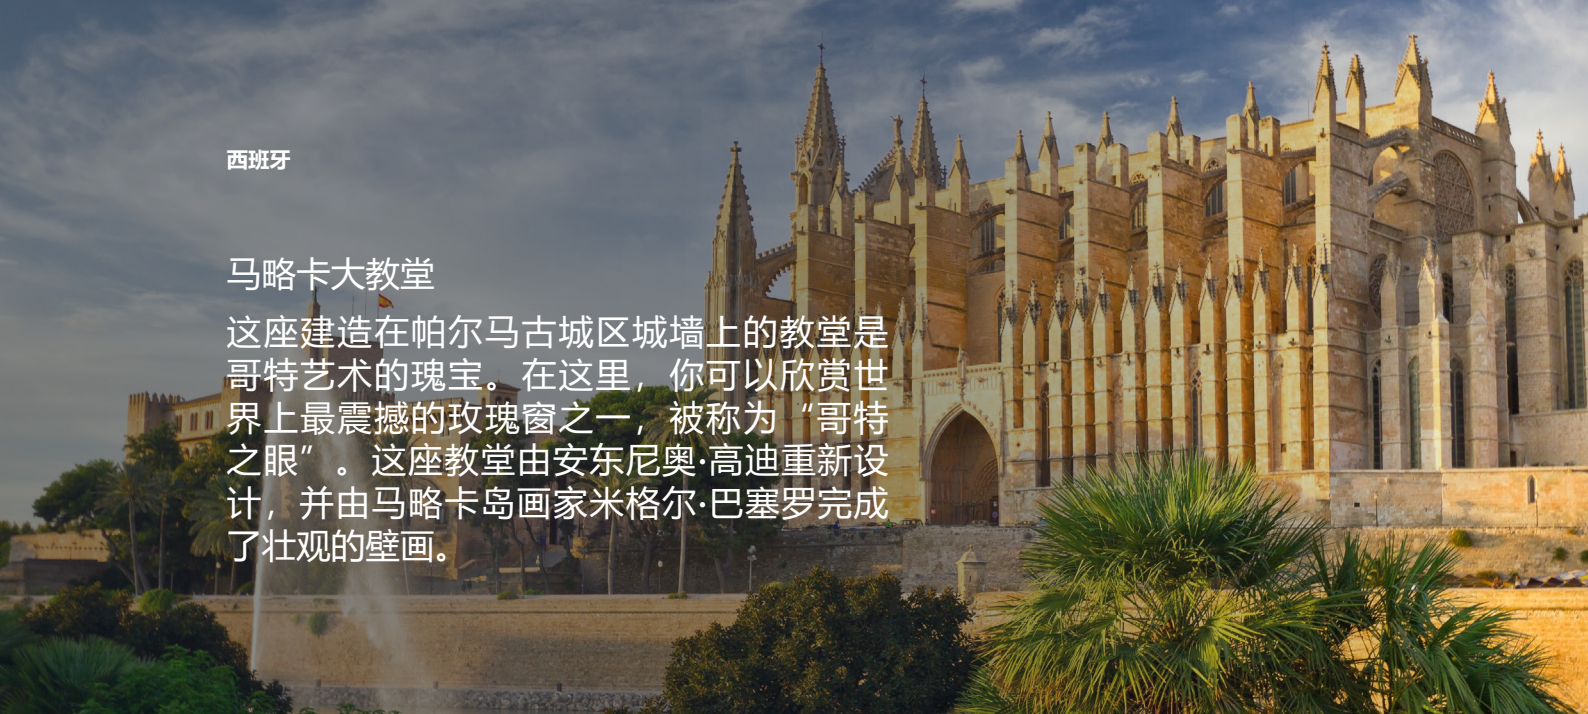 西班牙
马略卡大教堂
这座建造在帕尔马古城区城墙上的教堂是
哥特艺术的瑰宝。在这里，你可以欣赏世
界上最震撼的玫瑰窗之一，被称为“哥特
之眼”。这座教堂由安东尼奥·高迪重新设
计，并由马略卡岛画家米格尔·巴塞罗完成
了壮观的壁画。